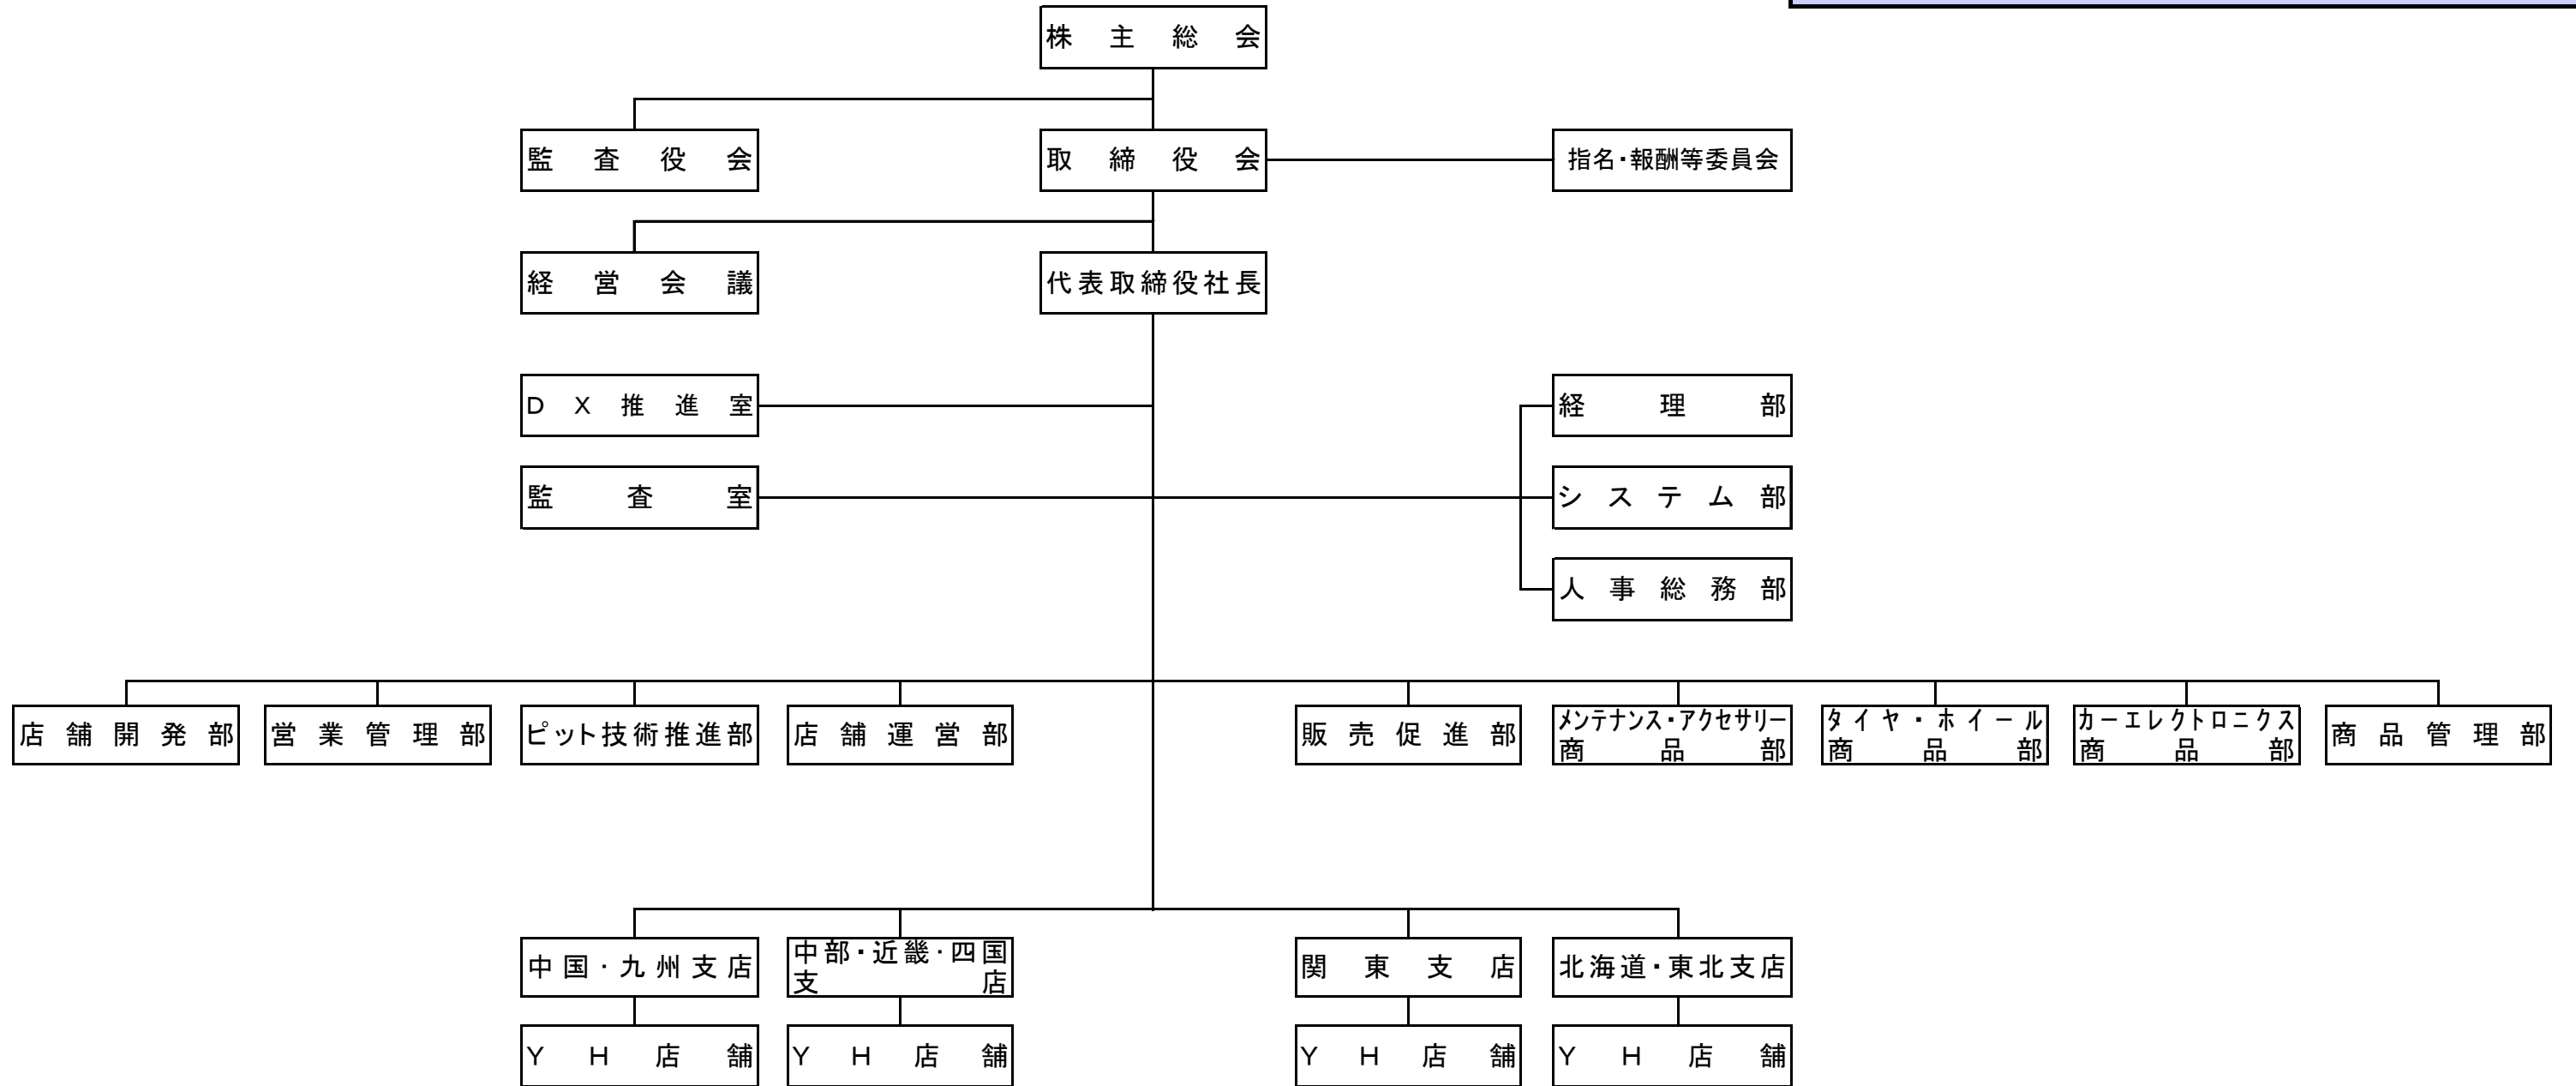 株主総会
監査役会
取締役会
指名・報酬等委員会
経営会議
代表取締役社長
DX推進室
経理部
監査室
システム部
人事総務部
店舗開発部
営業管理部
ピット技術推進部
店舗運営部
販売促進部
メンテナンス・アクセサリー
商品部
タイヤ・ホイール
商品部
カーエレクトロニクス
商品部
商品管理部
中国・九州支店
中部・近畿・四国
支店
関東支店
北海道・東北支店
YH店舗
YH店舗
YH店舗
YH店舗